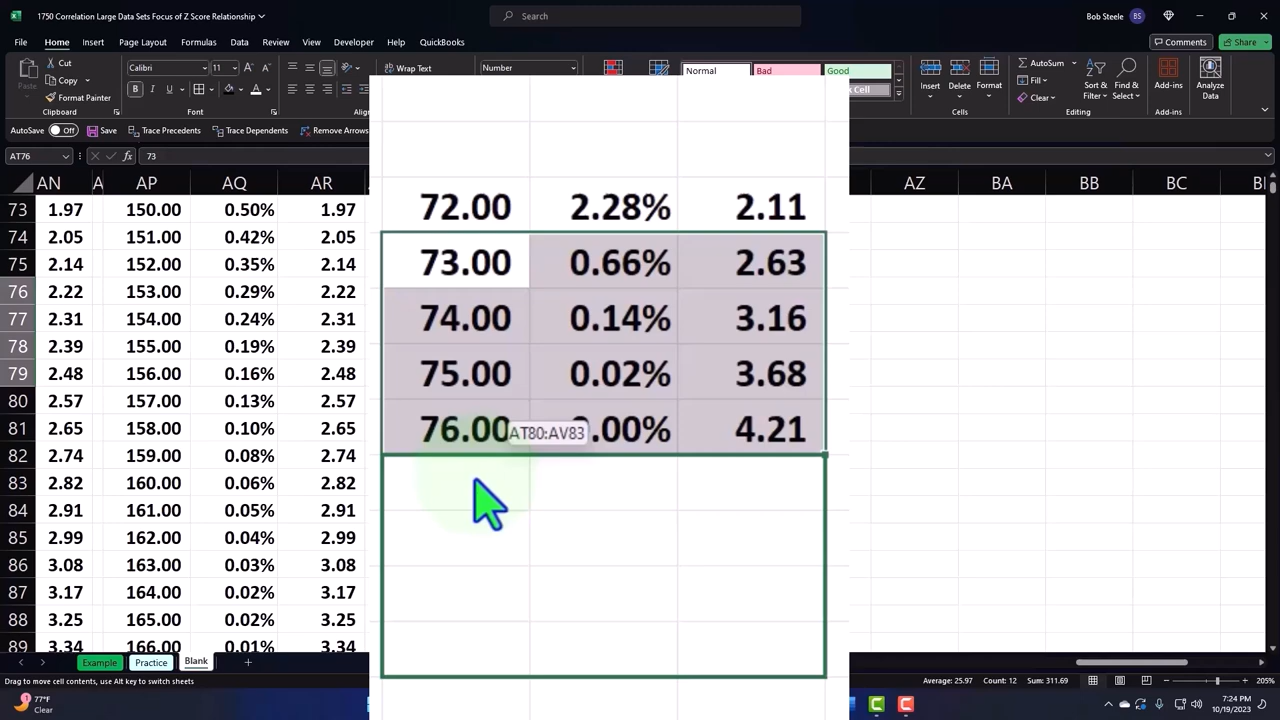 1750 Correlation Large Data Sets Focus of Z Score Relationship
Search
Bob Steele BS
File Home Insert Page Layout Formulas Data Review View Developer Help QuickBooks Comments Share
Cut Calibri 11 Wrap Text Number Normal Bad Good AutoSum
Copy
Paste Insert Delete Format Sort & Filter Find & Select Add-ins Analyze Data
Format Painter B I U Cell Clear
Clipboard Font Cells Editing Add-ins
AutoSave Off Save Trace Precedents Trace Dependents Remove Arrows
AT76 fx 73
AN A AP AQ AR AZ BA BB BC
73 1.97 150.00 0.50% 1.97
74 2.05 151.00 0.42% 2.05
75 2.14 152.00 0.35% 2.14
76 2.22 153.00 0.29% 2.22
77 2.31 154.00 0.24% 2.31
78 2.39 155.00 0.19% 2.39
79 2.48 156.00 0.16% 2.48
80 2.57 157.00 0.13% 2.57
81 2.65 158.00 0.10% 2.65
82 2.74 159.00 0.08% 2.74
83 2.82 160.00 0.06% 2.82
84 2.91 161.00 0.05% 2.91
85 2.99 162.00 0.04% 2.99
86 3.08 163.00 0.03% 3.08
87 3.17 164.00 0.02% 3.17
88 3.25 165.00 0.02% 3.25
89 3.34 166.00 0.01% 3.34
72.00 2.28% 2.11
73.00 0.66% 2.63
74.00 0.14% 3.16
75.00 0.02% 3.68
76.00 .00% 4.21
AT80:AV83
Example Practice Blank
Drag to move cell contents, use Alt key to switch sheets Average: 25.97 Count: 12 Sum: 311.69 205%
77°F
Clear
7:24 PM
10/19/2023